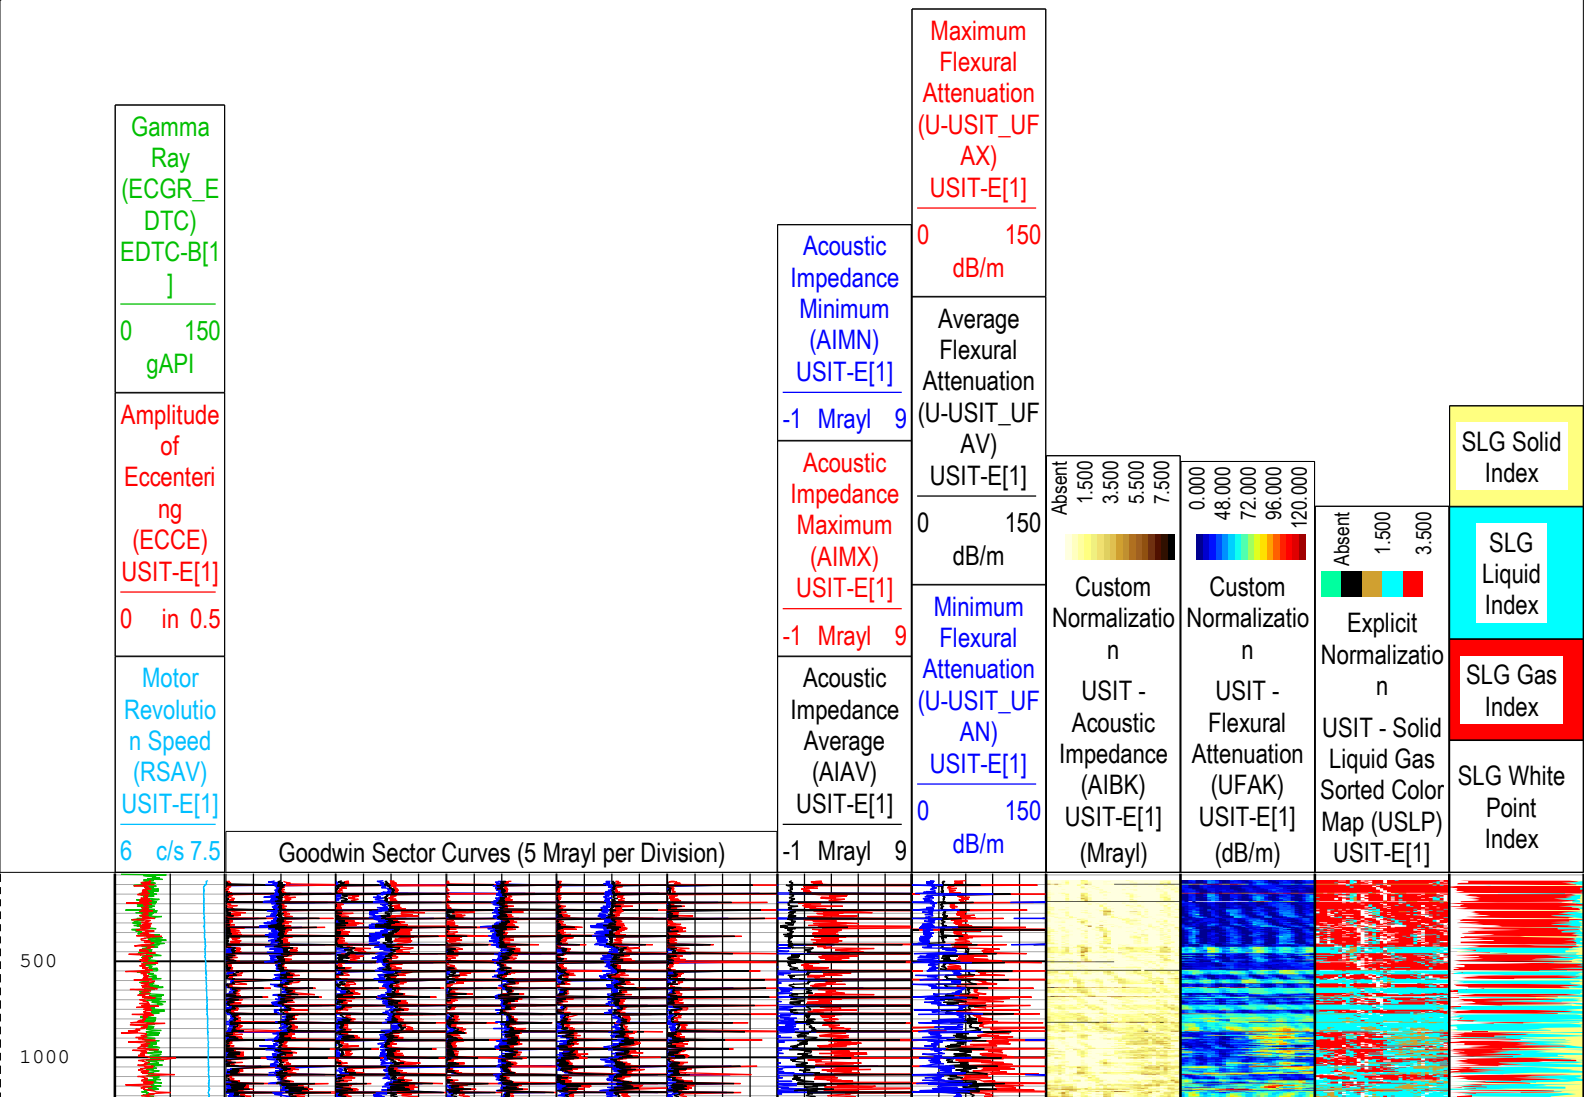 Gamma
Ray
(ECGR_E
DTC)
EDTC-B[1
]
0 150
gAPI
Amplitude
of
Eccenteri
ng
(ECCE)
USIT-E[1]
0 in 0.5
Motor
Revolutio
n Speed
(RSAV)
USIT-E[1]
6 c/s 7.5
Goodwin Sector Curves (5 Mrayl per Division)
Acoustic
Impedance
Minimum
(AIMN)
USIT-E[1]
-1 Mrayl 9
Acoustic
Impedance
Maximum
(AIMX)
USIT-E[1]
-1 Mrayl 9
Acoustic
Impedance
Average
(AIAV)
USIT-E[1]
-1 Mrayl 9
Maximum
Flexural
Attenuation
(U-USIT_UF
AX)
USIT-E[1]
0 150
dB/m
Average
Flexural
Attenuation
(U-USIT_UF
AV)
USIT-E[1]
0 150
dB/m
Minimum
Flexural
Attenuation
(U-USIT_UF
AN)
USIT-E[1]
0 150
dB/m
Absent
1.500
3.500
5.500
7.500
Custom
Normalizatio
n
USIT -
Acoustic
Impedance
(AIBK)
USIT-E[1]
(Mrayl)
0.000
48.000
72.000
96.000
120.000
Custom
Normalizatio
n
USIT -
Flexural
Attenuation
(UFAK)
USIT-E[1]
(dB/m)
Absent
1.500
3.500
Explicit
Normalizatio
n
USIT - Solid
Liquid Gas
Sorted Color
Map (USLP)
USIT-E[1]
SLG Solid
Index
SLG
Liquid
Index
SLG Gas
Index
SLG White
Point
Index
500
1000